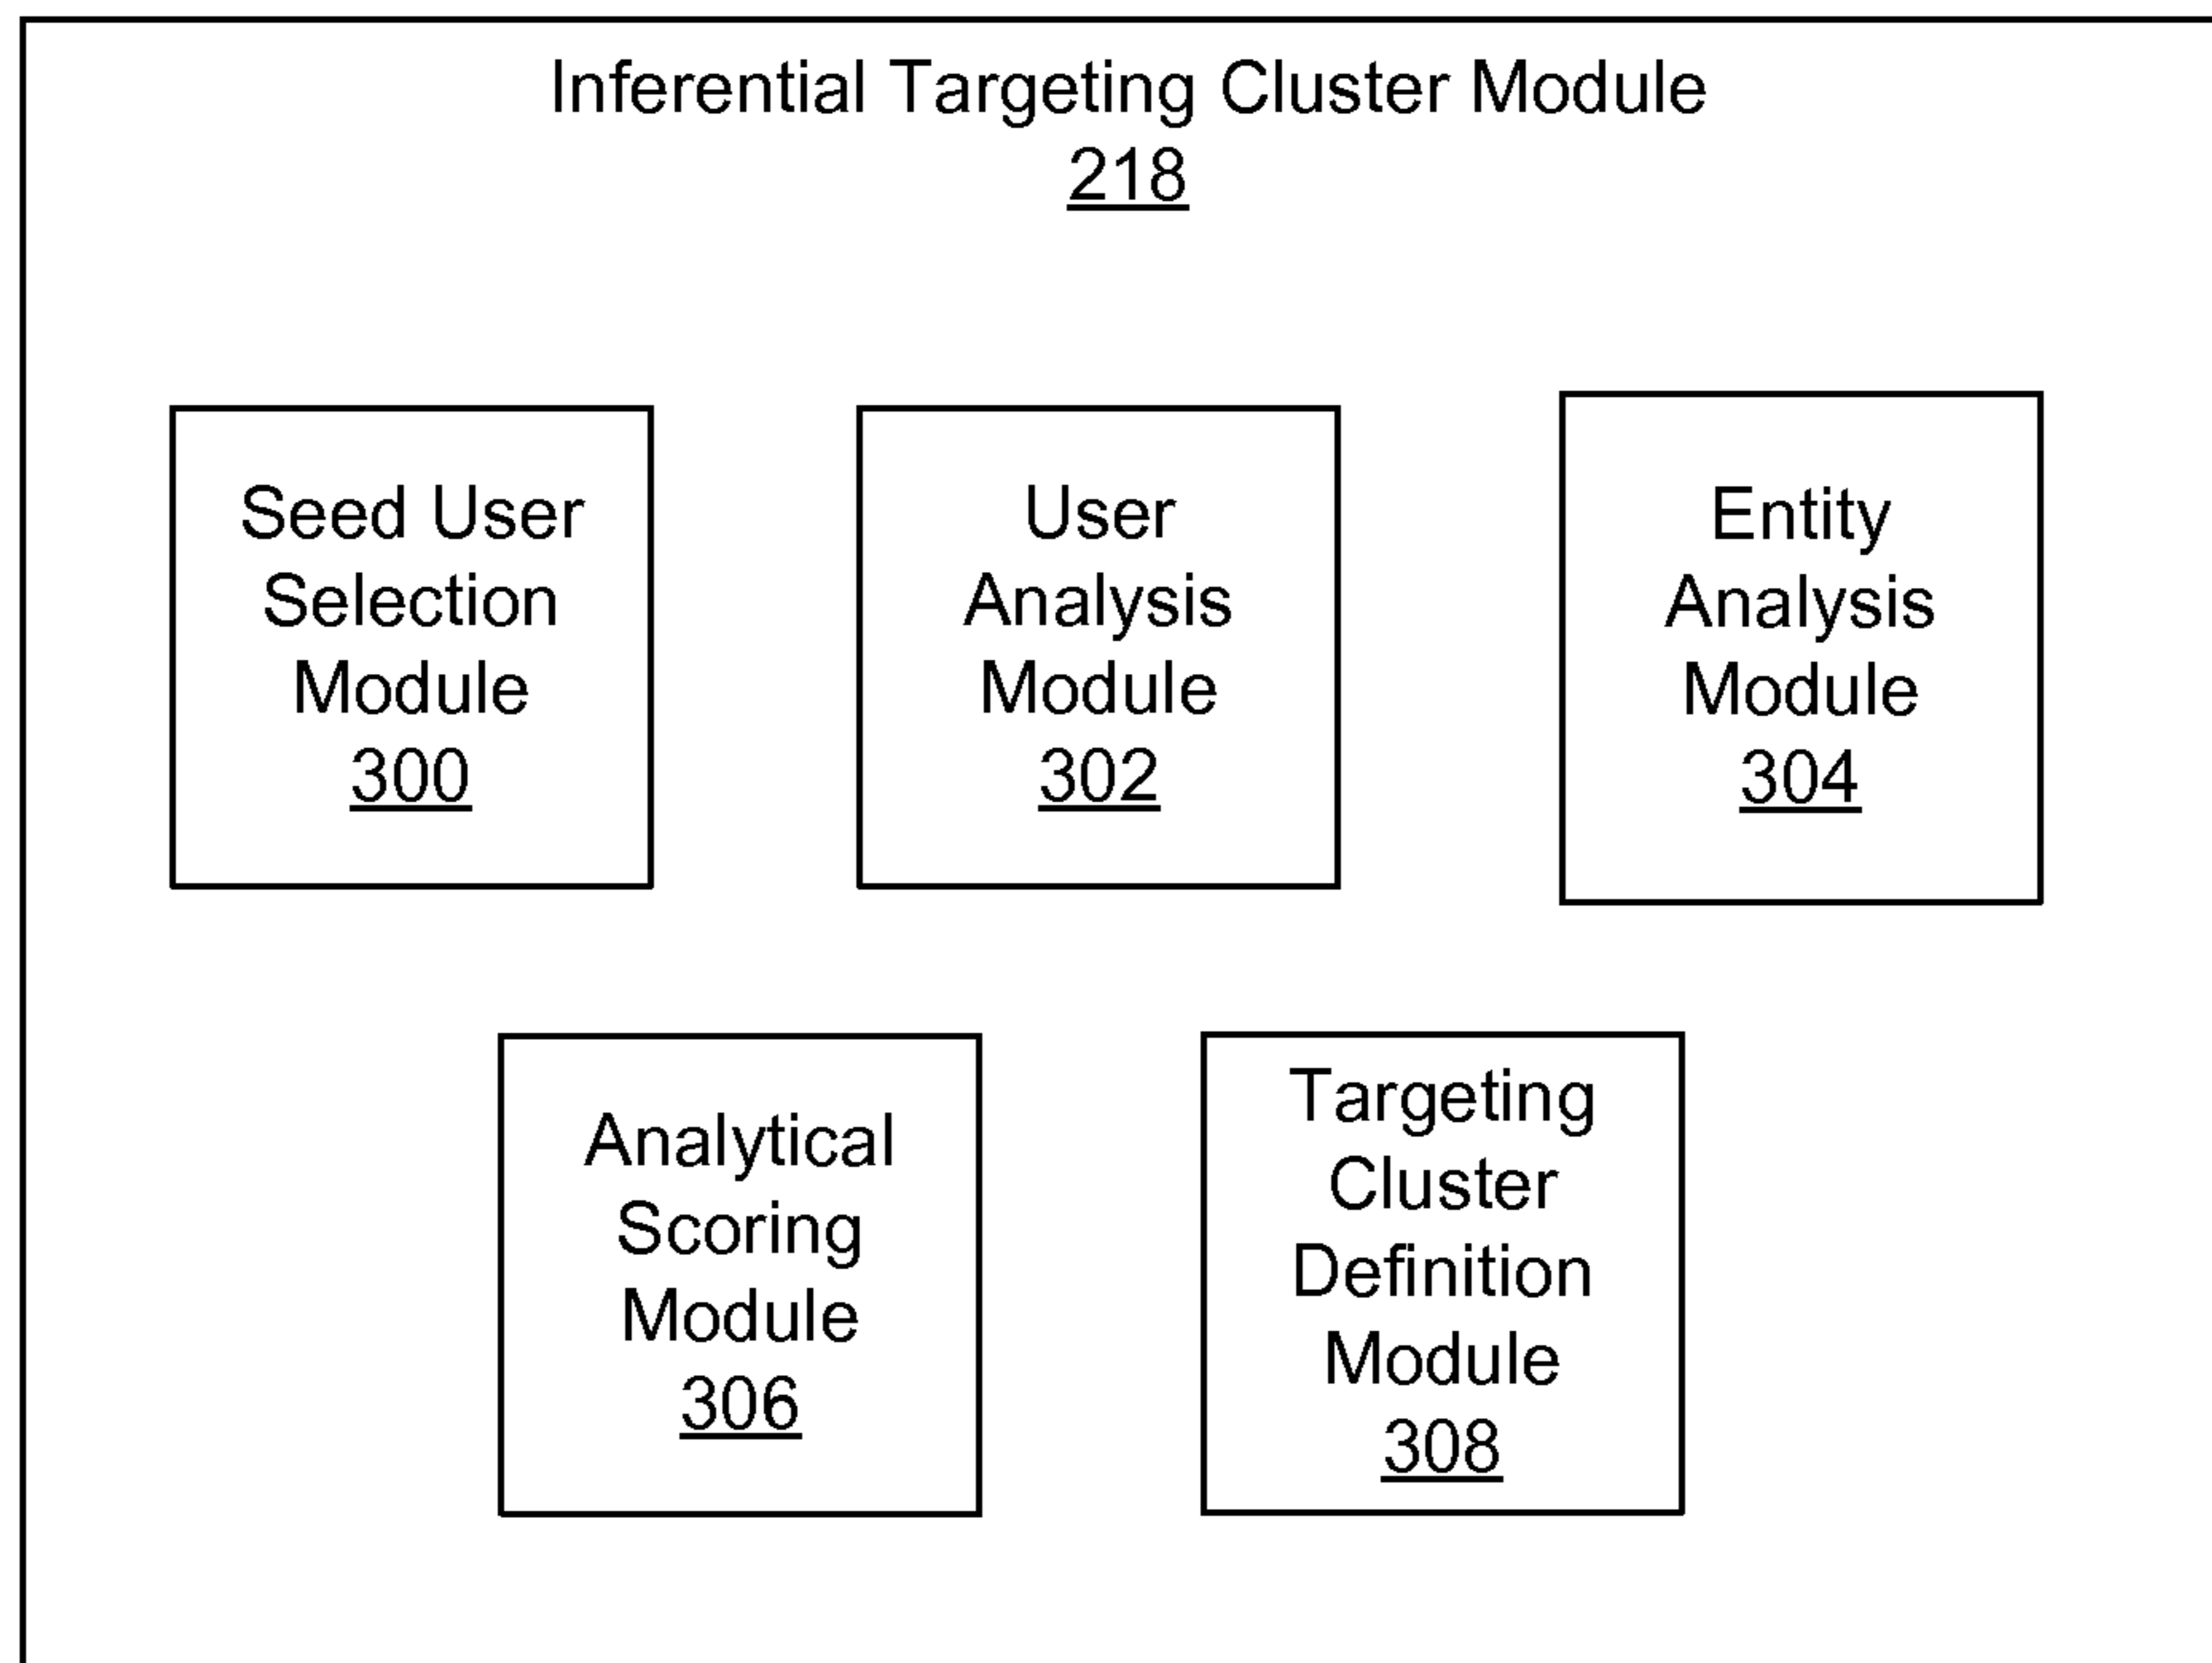 Inferential Targeting Cluster Module
218
Seed User
Selection
Module
300
User
Analysis
Module
302
Entity
Analysis
Module
304
Analytical
Scoring
Module
306
Targeting
Cluster
Definition
Module
308